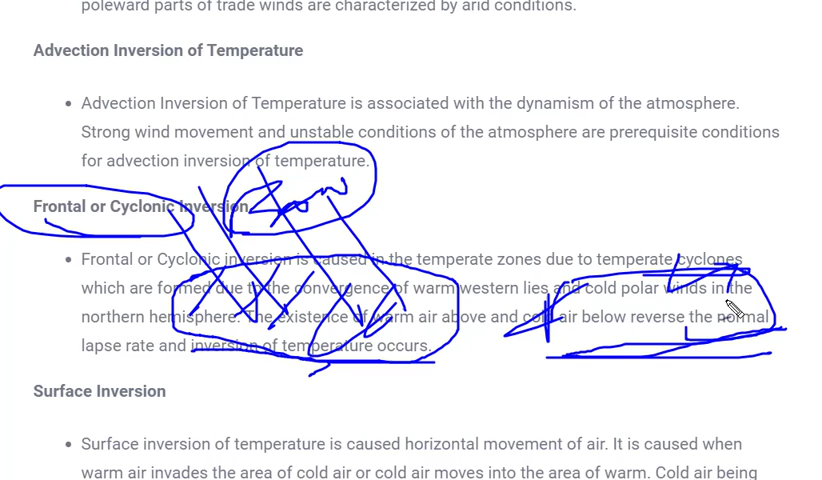 poleward parts of trade winds are characterized by arid conditions.
Advection Inversion of Temperature
• Advection Inversion of Temperature is associated with the dynamism of the atmosphere.
Strong wind movement and unstable conditions of the atmosphere are prerequisite conditions
for advection inversion of temperature.
Frontal or Cyclonic Inversion
• Frontal or Cyclonic inversion is caused in the temperate zones due to temperate cyclones
which are formed due to the convergence of warm western lies and cold polar winds in the
northern hemisphere. The existence of warm air above and cold air below reverse the normal
lapse rate and inversion of temperature occurs.
Surface Inversion
• Surface inversion of temperature is caused horizontal movement of air. It is caused when
warm air invades the area of cold air or cold air moves into the area of warm. Cold air being